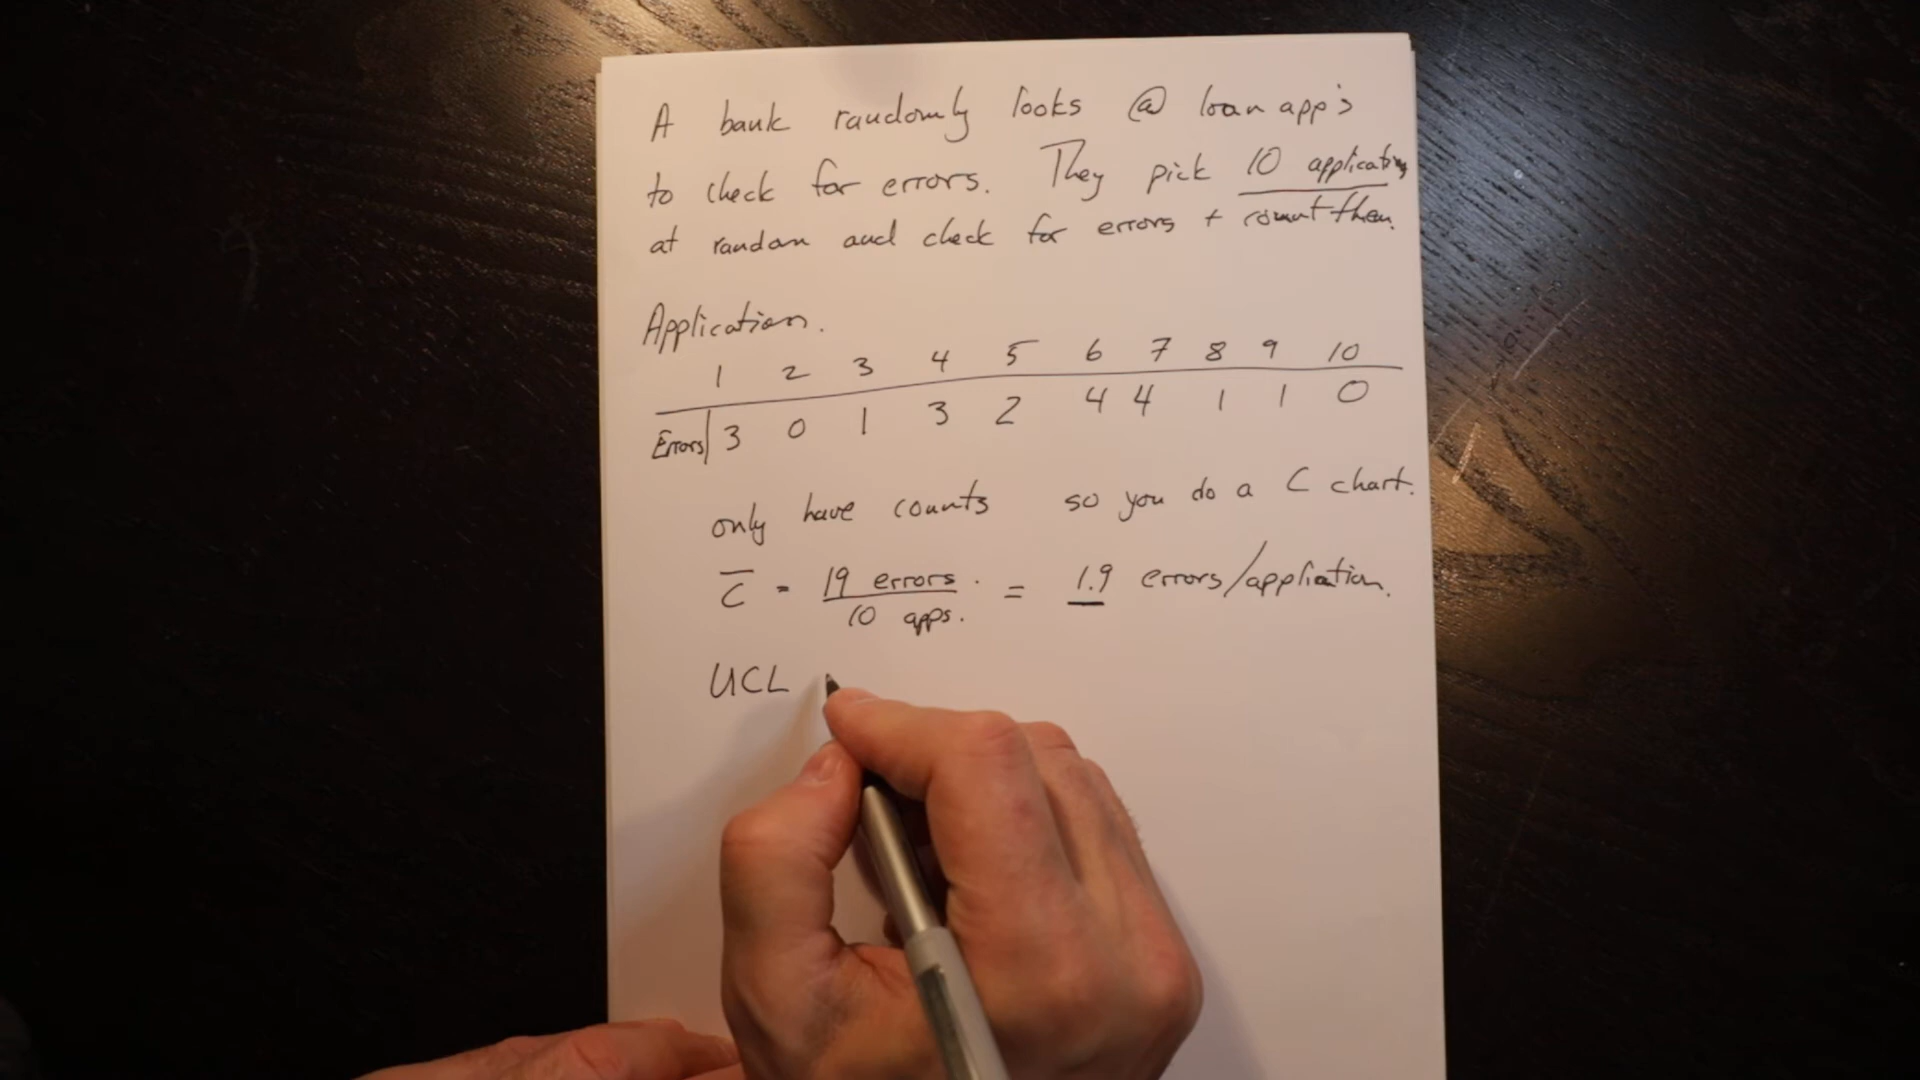 A bank randomly looks @ loan app's
to check for errors. They pick 10 applications
at random and check for errors + count them.
Application.
1 2 3 4 5 6 7 8 9 10
Errors 3 0 1 3 2 4 4 1 1 0
only have counts so you do a C chart.
C̅ = 19 errors / 10 apps. = 1.9 errors/application.
UCL